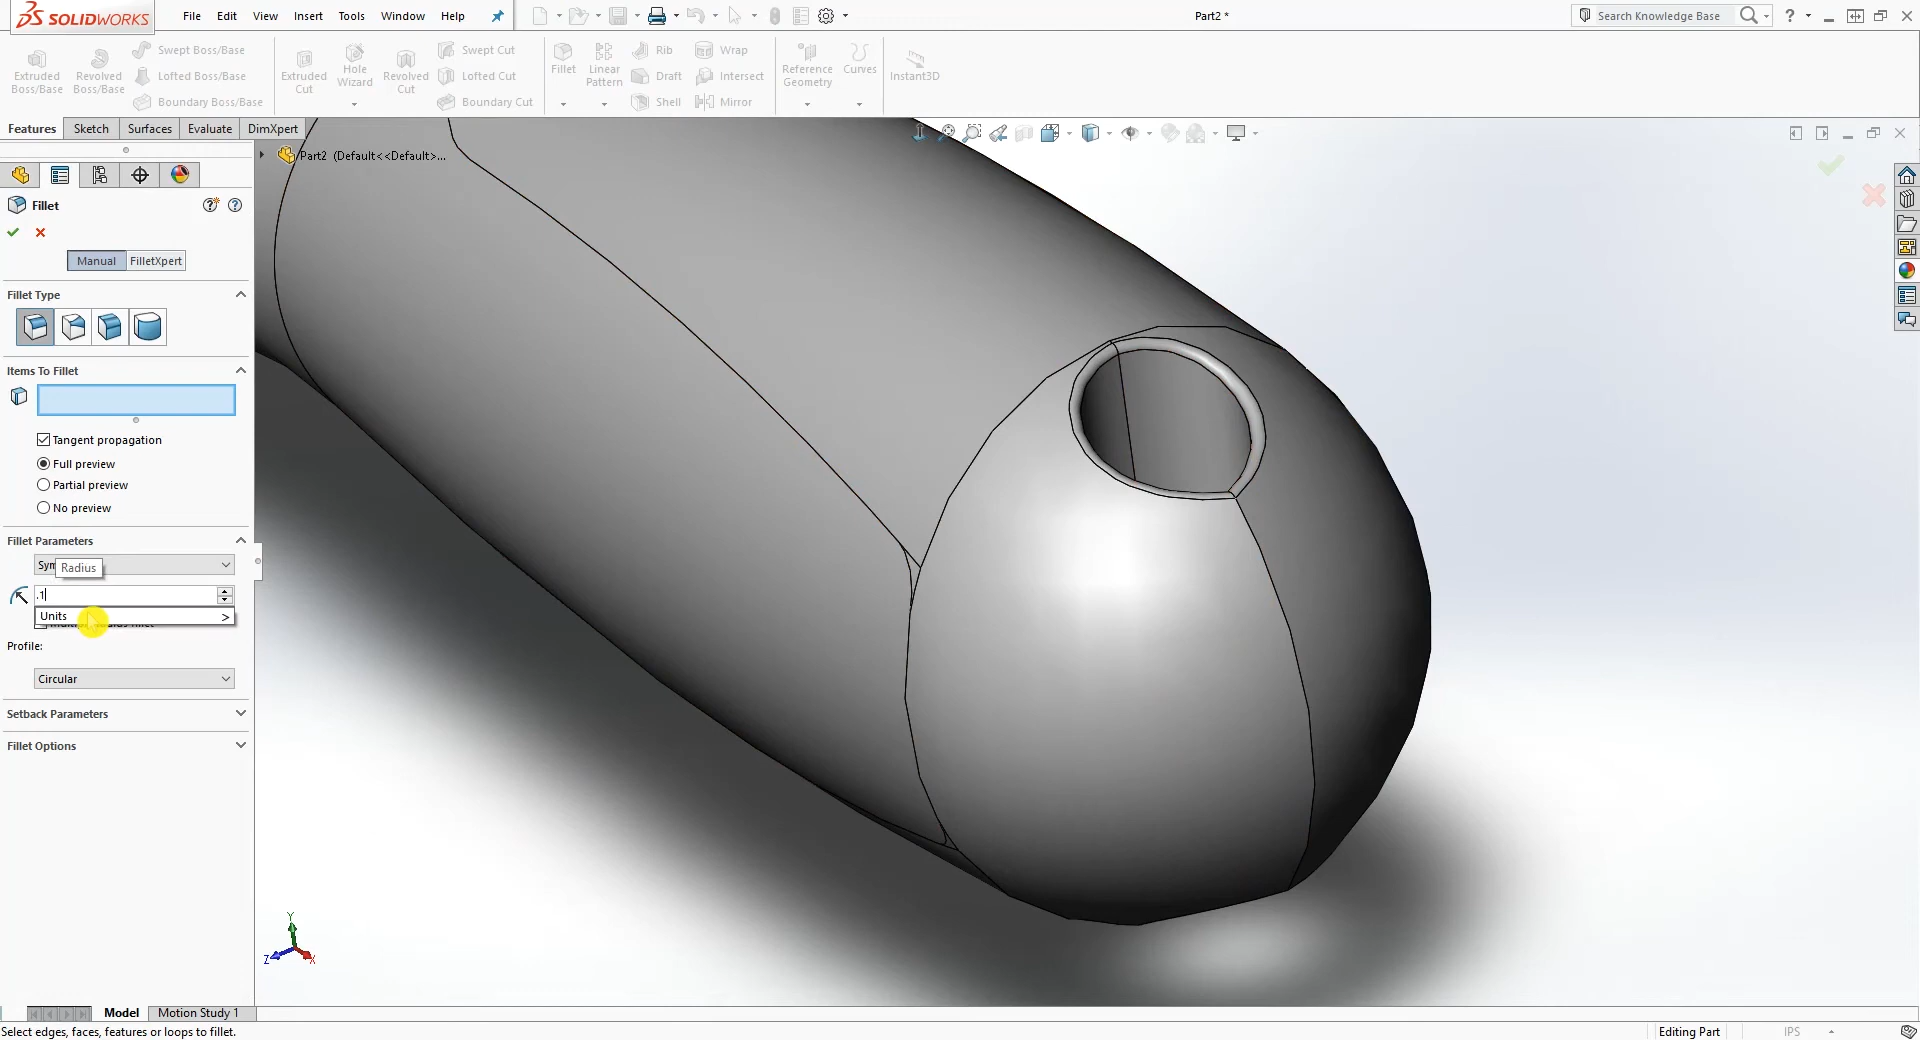 SOLIDWORKS
File Edit View Insert Tools Window Help
Part2 *
Search Knowledge Base
?
Extruded Boss/Base
Revolved Boss/Base
Swept Boss/Base
Lofted Boss/Base
Boundary Boss/Base
Extruded Cut
Hole Wizard
Revolved Cut
Swept Cut
Lofted Cut
Boundary Cut
Fillet
Linear Pattern
Rib
Draft
Shell
Wrap
Intersect
Mirror
Reference Geometry
Curves
Instant3D
Features Sketch Surfaces Evaluate DimXpert
Part2 (Default<<Default>...
Fillet
Manual FilletXpert
Fillet Type
Items To Fillet
Tangent propagation
Full preview
Partial preview
No preview
Fillet Parameters
Sym
Radius
.1
Units >
Profile:
Circular
Setback Parameters
Fillet Options
Y
Z
X
Model Motion Study 1
Select edges, faces, features or loops to fillet.
Editing Part
IPS